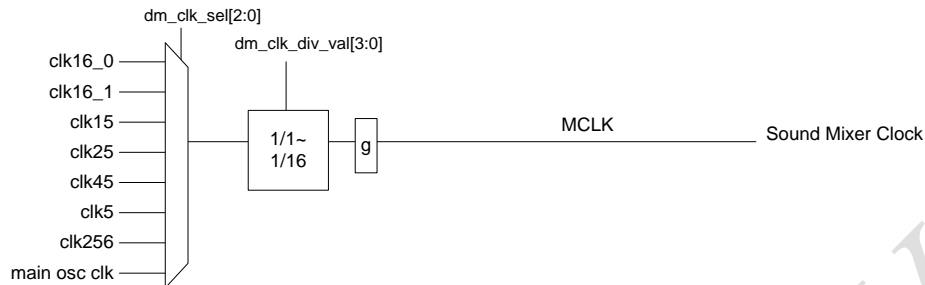 dm_clk_sel[2:0]
dm_clk_div_val[3:0]
clk16_0
clk16_1
clk15
clk25
clk45
clk5
clk256
main osc clk
1/1~
1/16
g
MCLK
Sound Mixer Clock